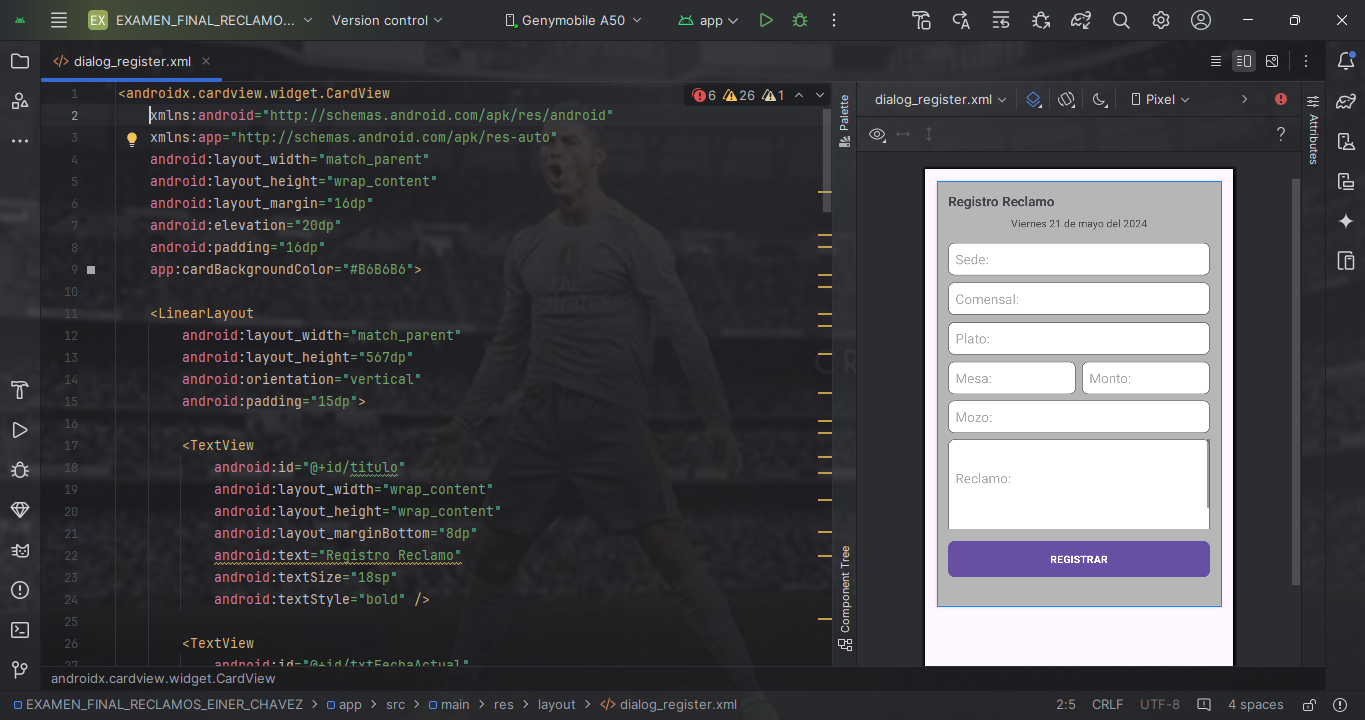 EX EXAMEN_FINAL_RECLAMO... Version control Genymobile A50 app
dialog_register.xml
6 26 1
1 <androidx.cardview.widget.CardView
2 xmlns:android="http://schemas.android.com/apk/res/android"
3 xmlns:app="http://schemas.android.com/apk/res-auto"
4 android:layout_width="match_parent"
5 android:layout_height="wrap_content"
6 android:layout_margin="16dp"
7 android:elevation="20dp"
8 android:padding="16dp"
9 app:cardBackgroundColor="#B6B6B6">
10
11 <LinearLayout
12 android:layout_width="match_parent"
13 android:layout_height="567dp"
14 android:orientation="vertical"
15 android:padding="15dp">
16
17 <TextView
18 android:id="@+id/titulo"
19 android:layout_width="wrap_content"
20 android:layout_height="wrap_content"
21 android:layout_marginBottom="8dp"
22 android:text="Registro Reclamo"
23 android:textSize="18sp"
24 android:textStyle="bold" />
25
26 <TextView
27 android:id="@+id/txtFechaActual"
Palette
Component Tree
dialog_register.xml Pixel
?
Attributes
Registro Reclamo
Viernes 21 de mayo del 2024
Sede:
Comensal:
Plato:
Mesa: Monto:
Mozo:
Reclamo:
REGISTRAR
androidx.cardview.widget.CardView
EXAMEN_FINAL_RECLAMOS_EINER_CHAVEZ > app > src > main > res > layout > dialog_register.xml 2:5 CRLF UTF-8 4 spaces